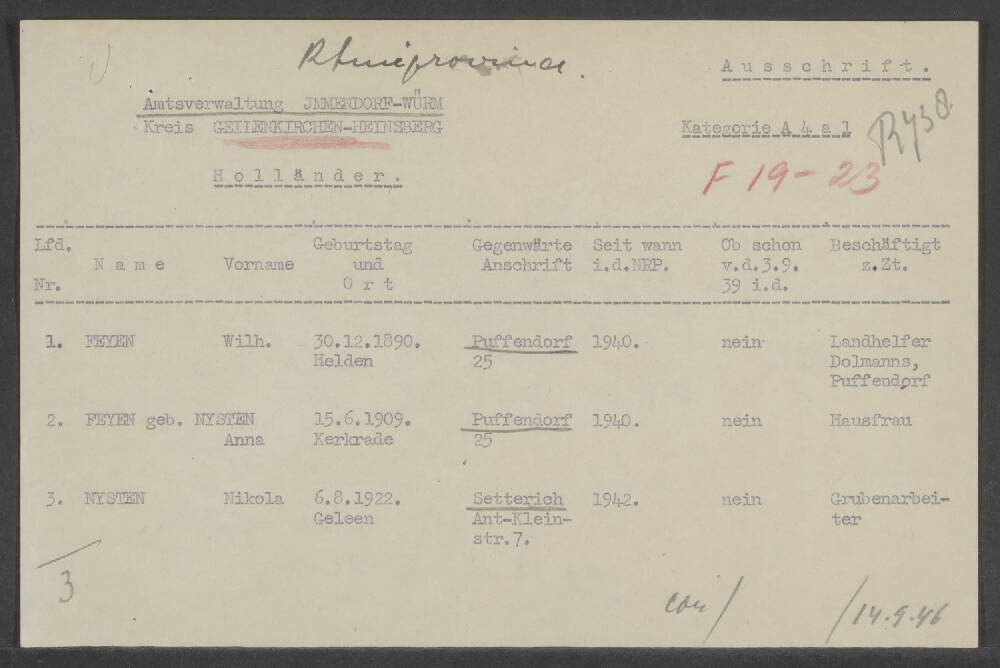 Rheinprovince.
Ausschrift.
Amtsverwaltung JMMENDORF-WÜRM
Kreis GEILENKIRCHEN-HEINSBERG
Kategorie A 4 a 1
Holländer.
F 19 - 23
Lfd. Nr. Name Vorname Geburtstag und Ort Gegenwärte Anschrift Seit wann i.d.NRP. Ob schon v.d.3.9. 39 i.d. Beschäftigt z.Zt.
1. FEYEN Wilh. 30.12.1890. Puffendorf 1940. nein Landhelfer
Helden 25 Dolmanns,
Puffendorf
2. FEYEN geb. NYSTEN 15.6.1909. Puffendorf 1940. nein Hausfrau
Anna Kerkrade 25
3. NYSTEN Nikola 6.8.1922. Setterich 1942. nein Grubenarbei-
Geleen Ant-Klein- ter
str.7.
3
/14.9.46